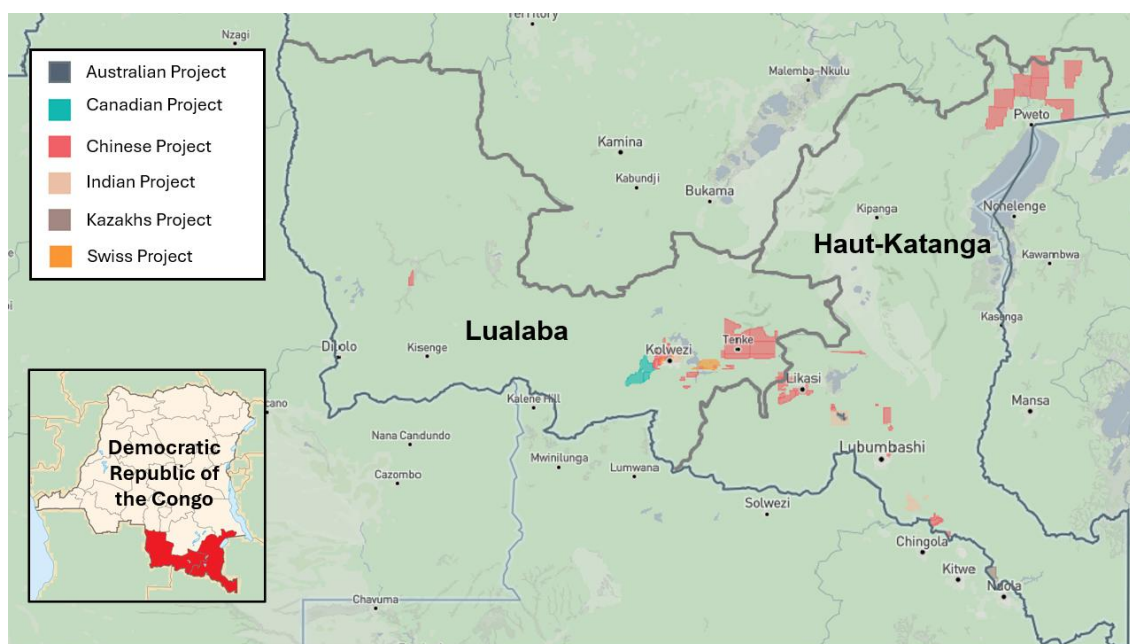 Territory
Nzagi
Australian Project
Canadian Project
Chinese Project
Indian Project
Kazakhs Project
Swiss Project
Malemba-Nkulu
Pweto
Kamina
Kabundji
Bukama
Kipanga
Nchelenge
Haut-Katanga
Kawambwa
Kasenga
Lualaba
Dilolo
Kisenge
Kolwezi
Tenke
Likasi
Kalene Hill
Mansa
Nana Candundo
Lubumbashi
Mwinilunga
Lumwana
Cazombo
Solwezi
Democratic
Republic of
the Congo
Chingola
Kitwe
Ndola
Chavuma